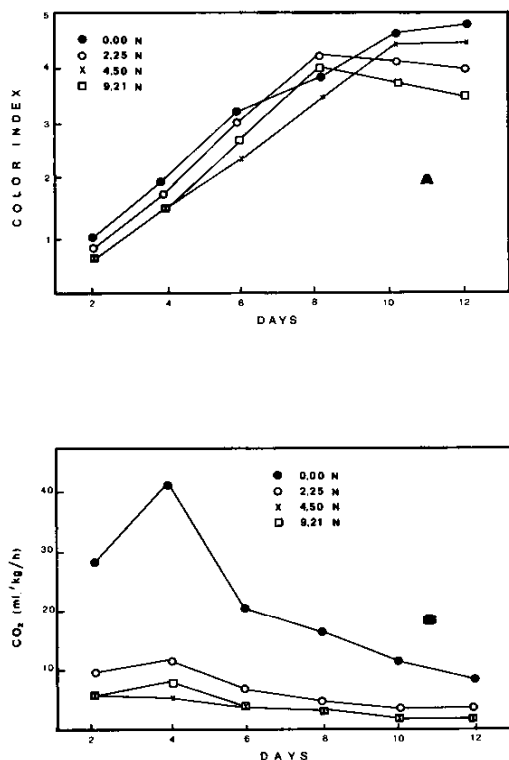 5
4
3
2
1
COLOR INDEX
0,00 N
2,25 N
4,50 N
9,21 N
A
2 4 6 8 10 12
DAYS
40
30
20
10
CO₂ (ml/kg/h)
0,00 N
2,25 N
4,50 N
9,21 N
2 4 6 8 10 12
DAYS